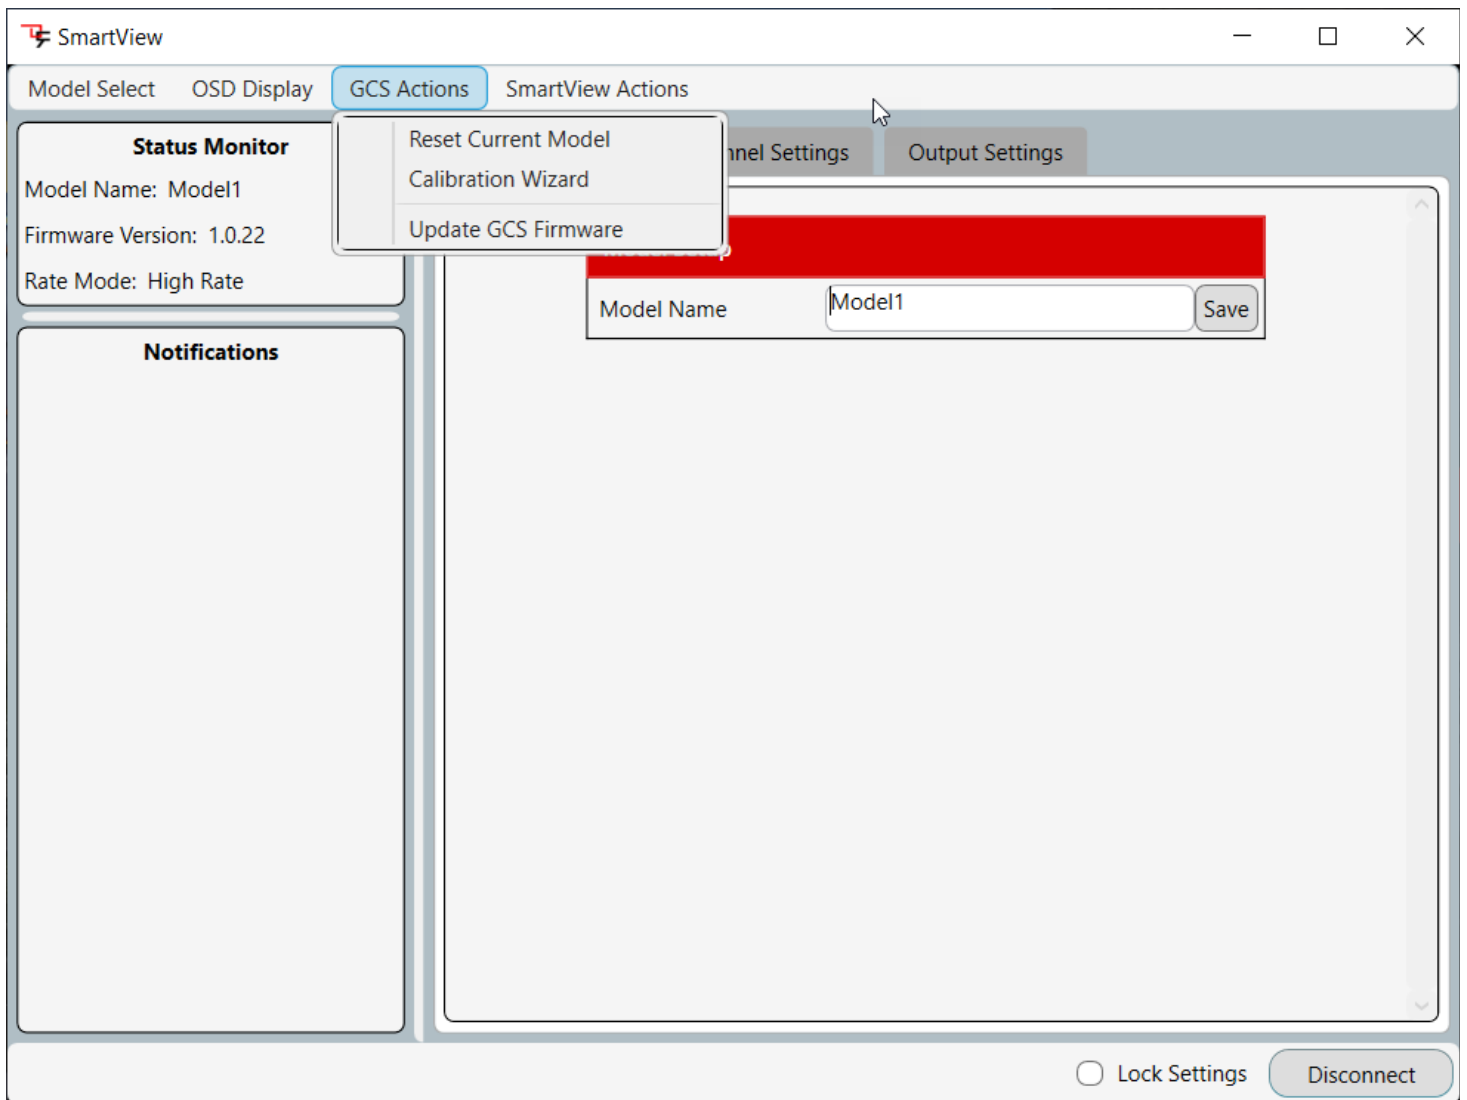 SmartView
Model Select OSD Display GCS Actions SmartView Actions
Reset Current Model
Calibration Wizard
Update GCS Firmware
Settings
Output Settings
Status Monitor
Model Name: Model1
Firmware Version: 1.0.22
Rate Mode: High Rate
Notifications
Model Name Model1 Save
Lock Settings Disconnect